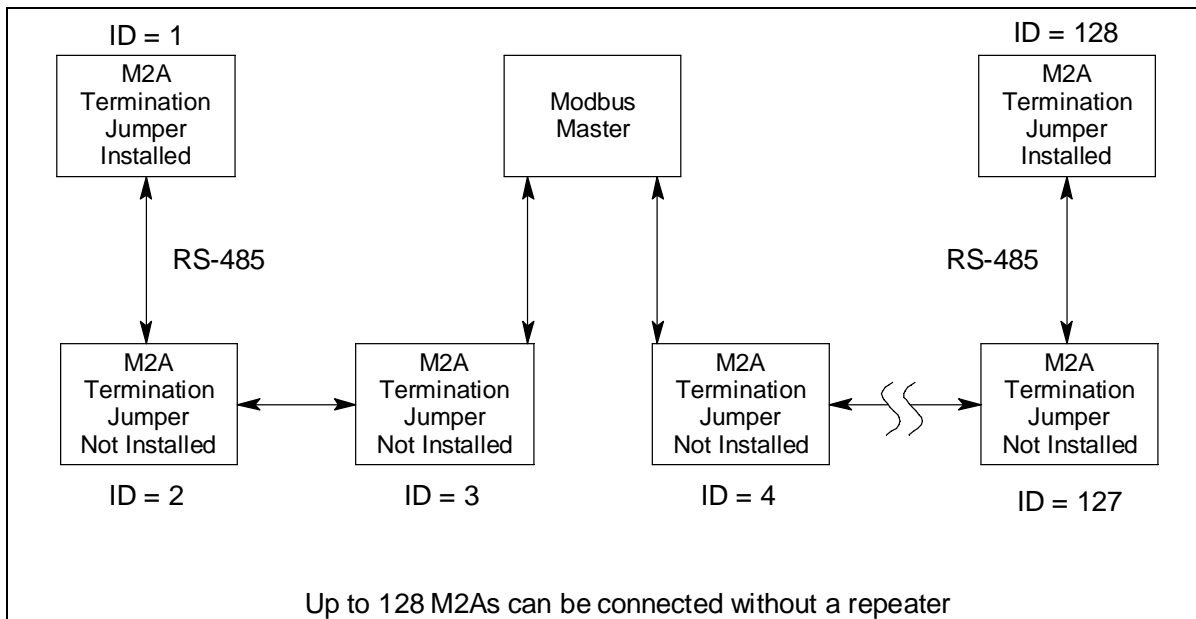 ID = 1
M2A
Termination
Jumper
Installed
Modbus
Master
ID = 128
M2A
Termination
Jumper
Installed
RS-485
RS-485
M2A
Termination
Jumper
Not Installed
ID = 2
M2A
Termination
Jumper
Not Installed
ID = 3
M2A
Termination
Jumper
Not Installed
ID = 4
M2A
Termination
Jumper
Not Installed
ID = 127
Up to 128 M2As can be connected without a repeater